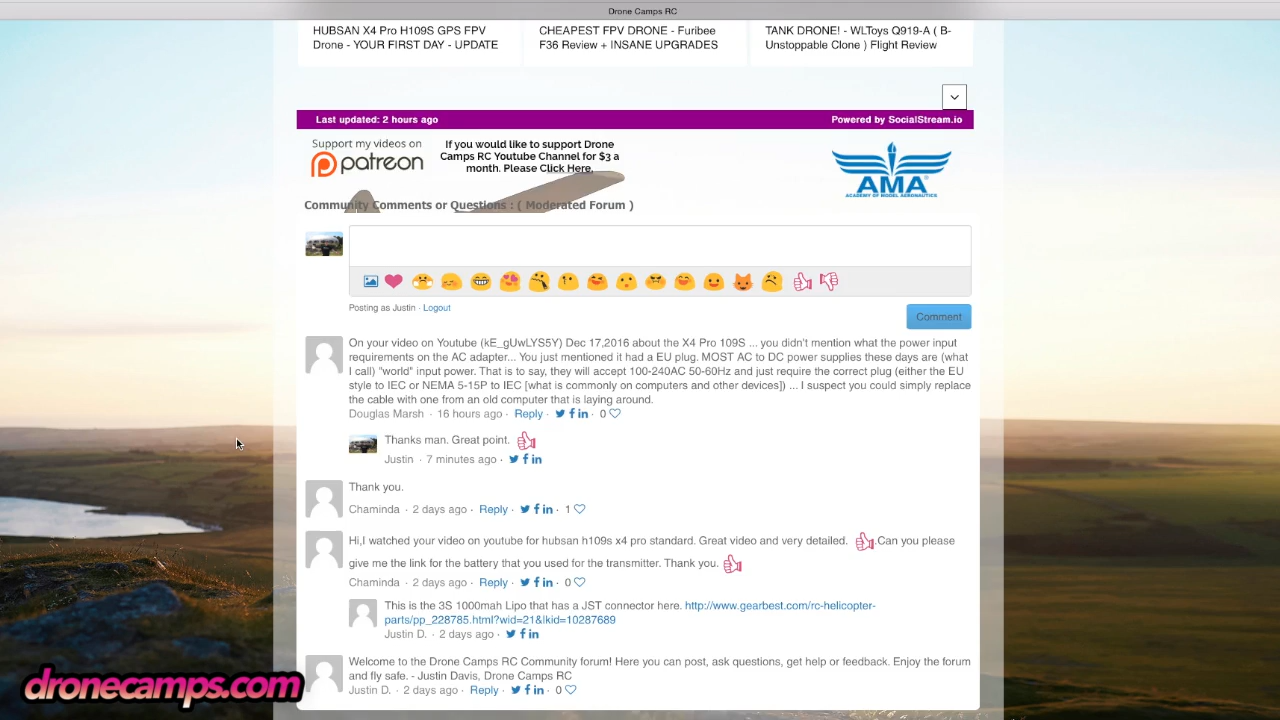 Drone Camps RC
HUBSAN X4 Pro H109S GPS FPV
Drone - YOUR FIRST DAY - UPDATE
CHEAPEST FPV DRONE - Furibee
F36 Review + INSANE UPGRADES
TANK DRONE! - WLToys Q919-A ( B-
Unstoppable Clone ) Flight Review
Last updated: 2 hours ago
Powered by SocialStream.io
Support my videos on
patreon
If you would like to support Drone
Camps RC Youtube Channel for $3 a
month. Please Click Here.
AMA
ACADEMY OF MODEL AERONAUTICS
Community Comments or Questions : ( Moderated Forum )
Posting as Justin · Logout
Comment
On your video on Youtube (kE_gUwLYS5Y) Dec 17,2016 about the X4 Pro 109S ... you didn't mention what the power input
requirements on the AC adapter... You just mentioned it had a EU plug. MOST AC to DC power supplies these days are (what
I call) "world" input power. That is to say, they will accept 100-240AC 50-60Hz and just require the correct plug (either the EU
style to IEC or NEMA 5-15P to IEC [what is commonly on computers and other devices]) ... I suspect you could simply replace
the cable with one from an old computer that is laying around.
Douglas Marsh · 16 hours ago · Reply · 0
Thanks man. Great point.
Justin · 7 minutes ago ·
Thank you.
Chaminda · 2 days ago · Reply · 1
Hi,I watched your video on youtube for hubsan h109s x4 pro standard. Great video and very detailed. .Can you please
give me the link for the battery that you used for the transmitter. Thank you.
Chaminda · 2 days ago · Reply · 0
This is the 3S 1000mah Lipo that has a JST connector here. http://www.gearbest.com/rc-helicopter-
parts/pp_228785.html?wid=21&lkid=10287689
Justin D. · 2 days ago ·
Welcome to the Drone Camps RC Community forum! Here you can post, ask questions, get help or feedback. Enjoy the forum
and fly safe. - Justin Davis, Drone Camps RC
Justin D. · 2 days ago · Reply · 0
dronecamps.com